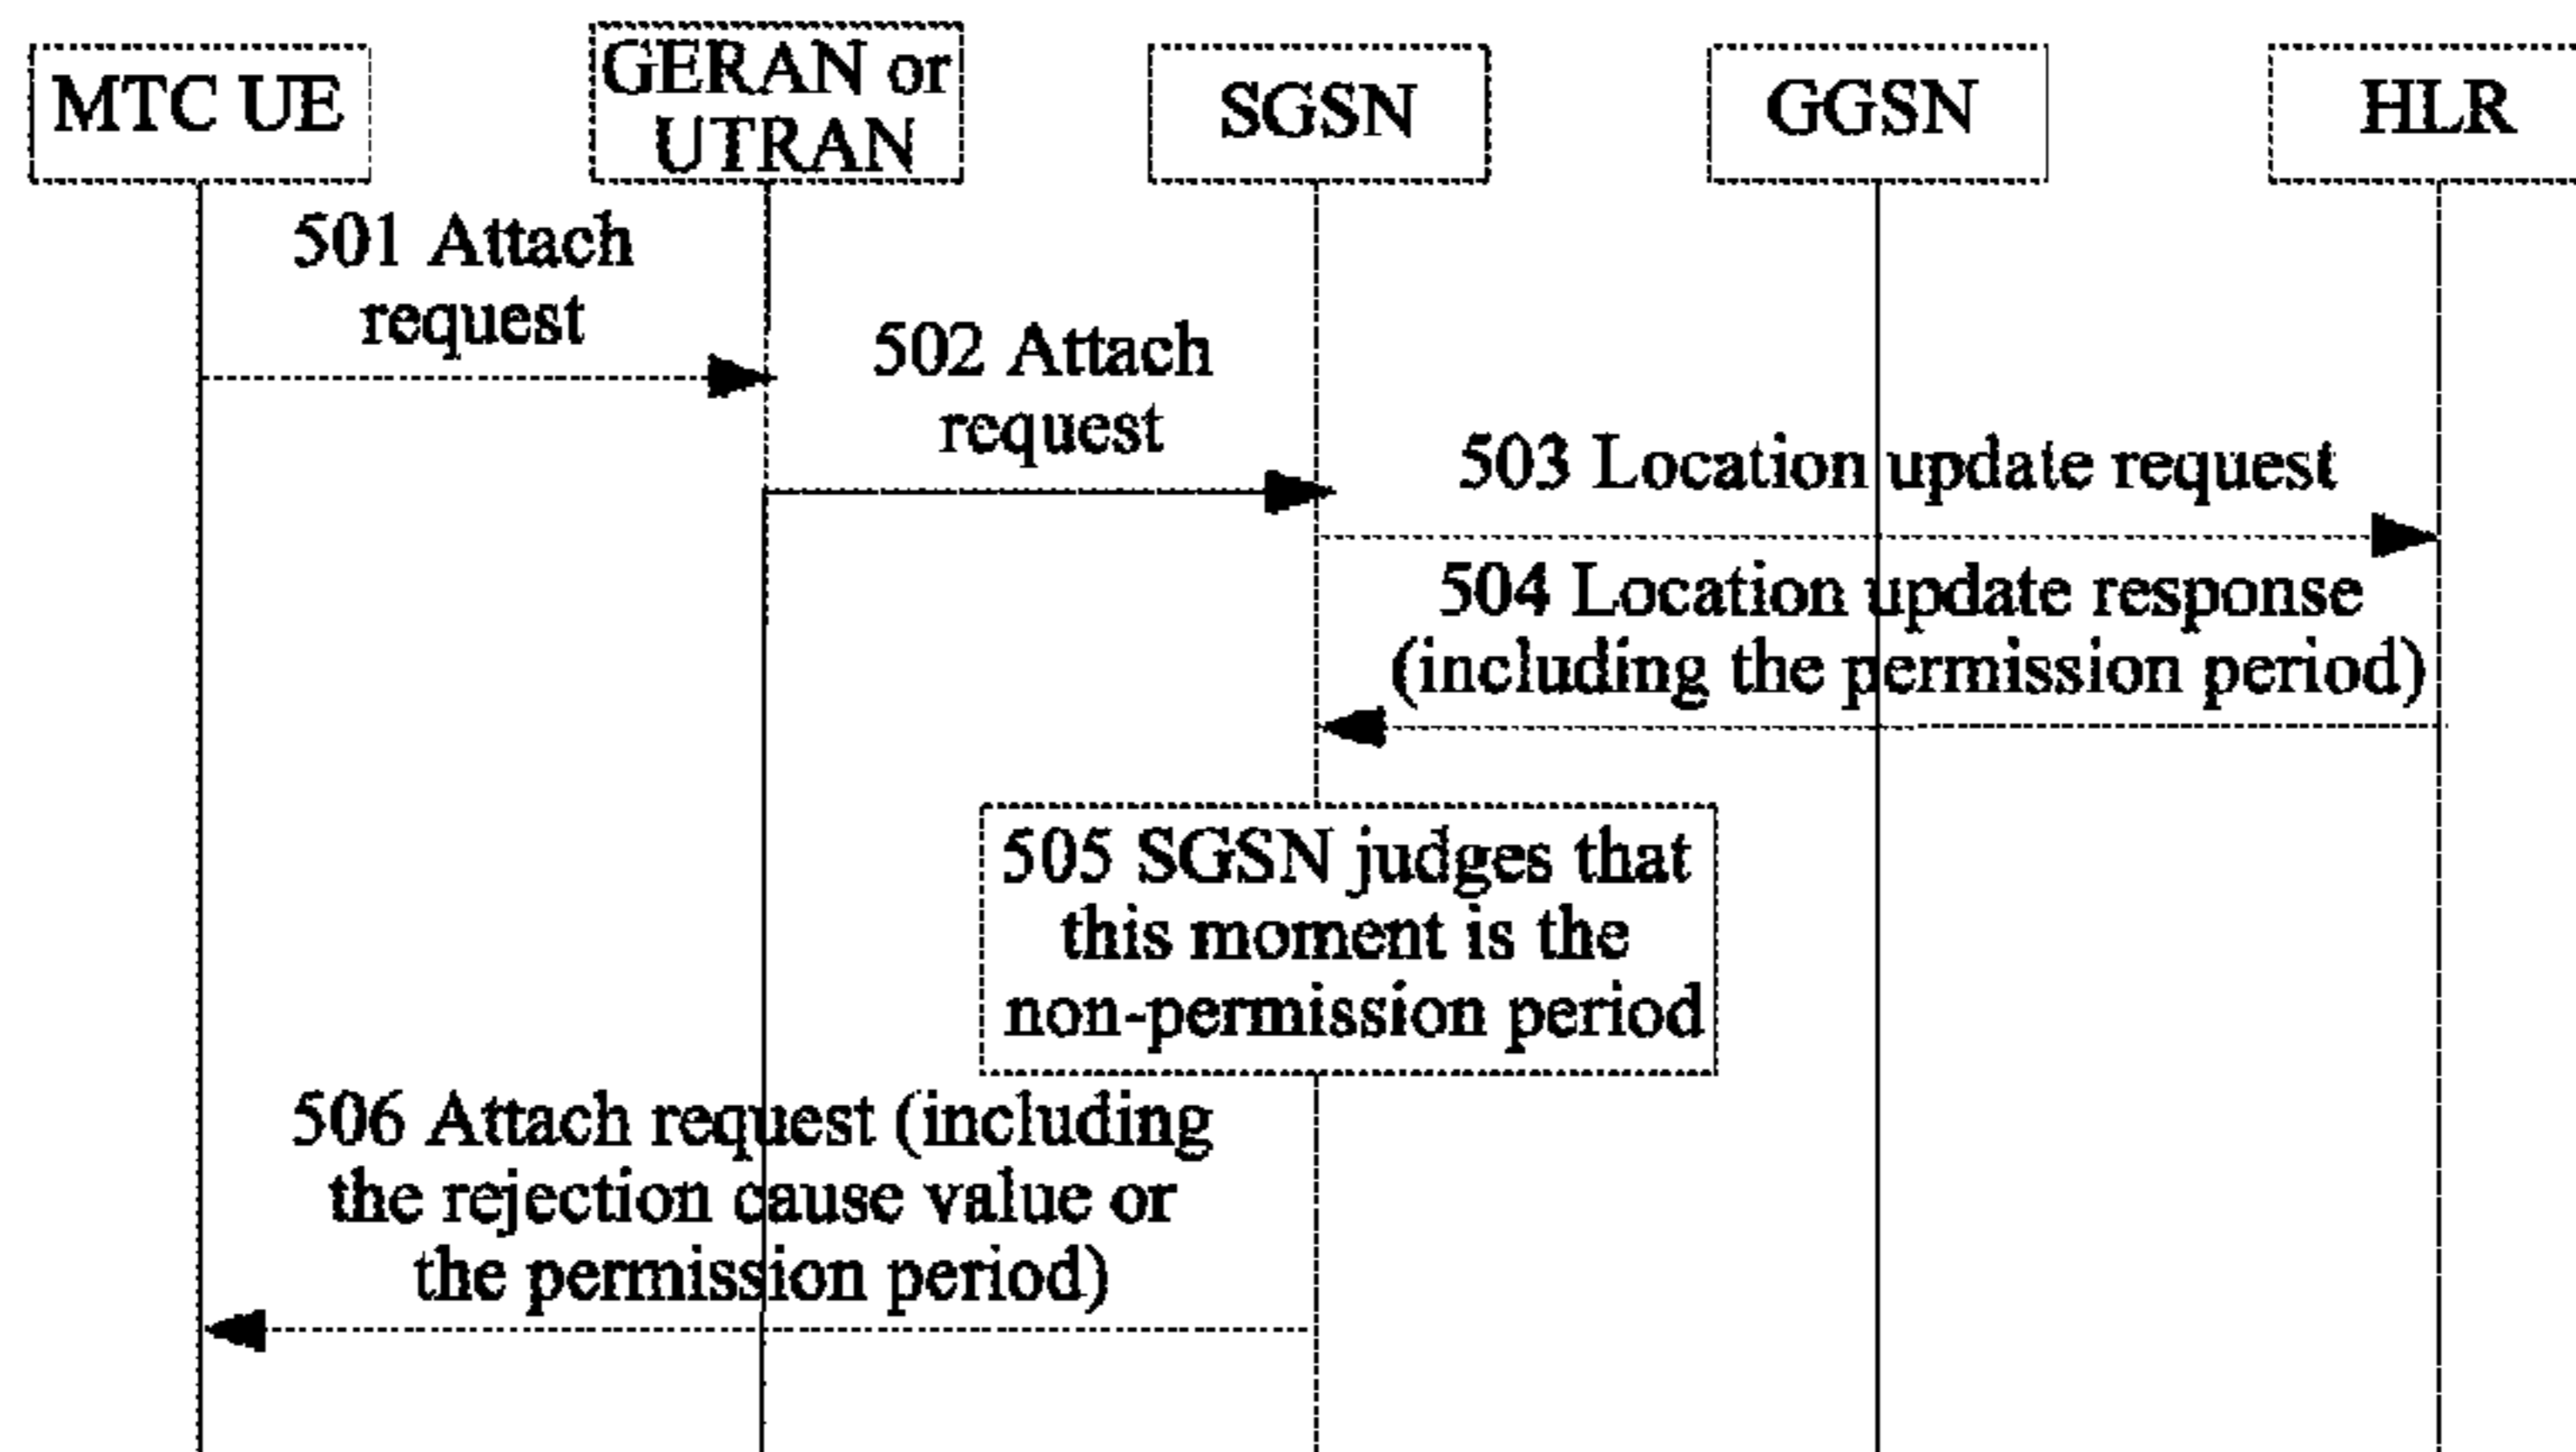 MTC UE
GERAN or
UTRAN
SGSN
GGSN
HLR
501 Attach
request
502 Attach
request
503 Location update request
504 Location update response
(including the permission period)
505 SGSN judges that
this moment is the
non-permission period
506 Attach request (including
the rejection cause value or
the permission period)